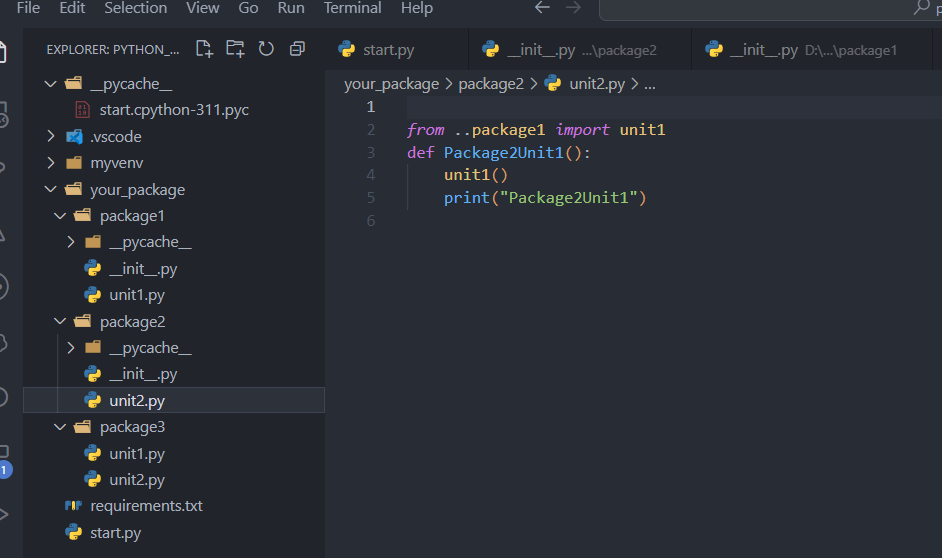 File Edit Selection View Go Run Terminal Help
EXPLORER: PYTHON_...
start.py
__init__.py ...\package2
__init__.py D:\...\package1
your_package > package2 > unit2.py > ...
__pycache__
start.cpython-311.pyc
.vscode
myvenv
your_package
package1
__pycache__
__init__.py
unit1.py
package2
__pycache__
__init__.py
unit2.py
package3
unit1.py
unit2.py
requirements.txt
start.py
1
1
2 from ..package1 import unit1
3 def Package2Unit1():
4 unit1()
5 print("Package2Unit1")
6